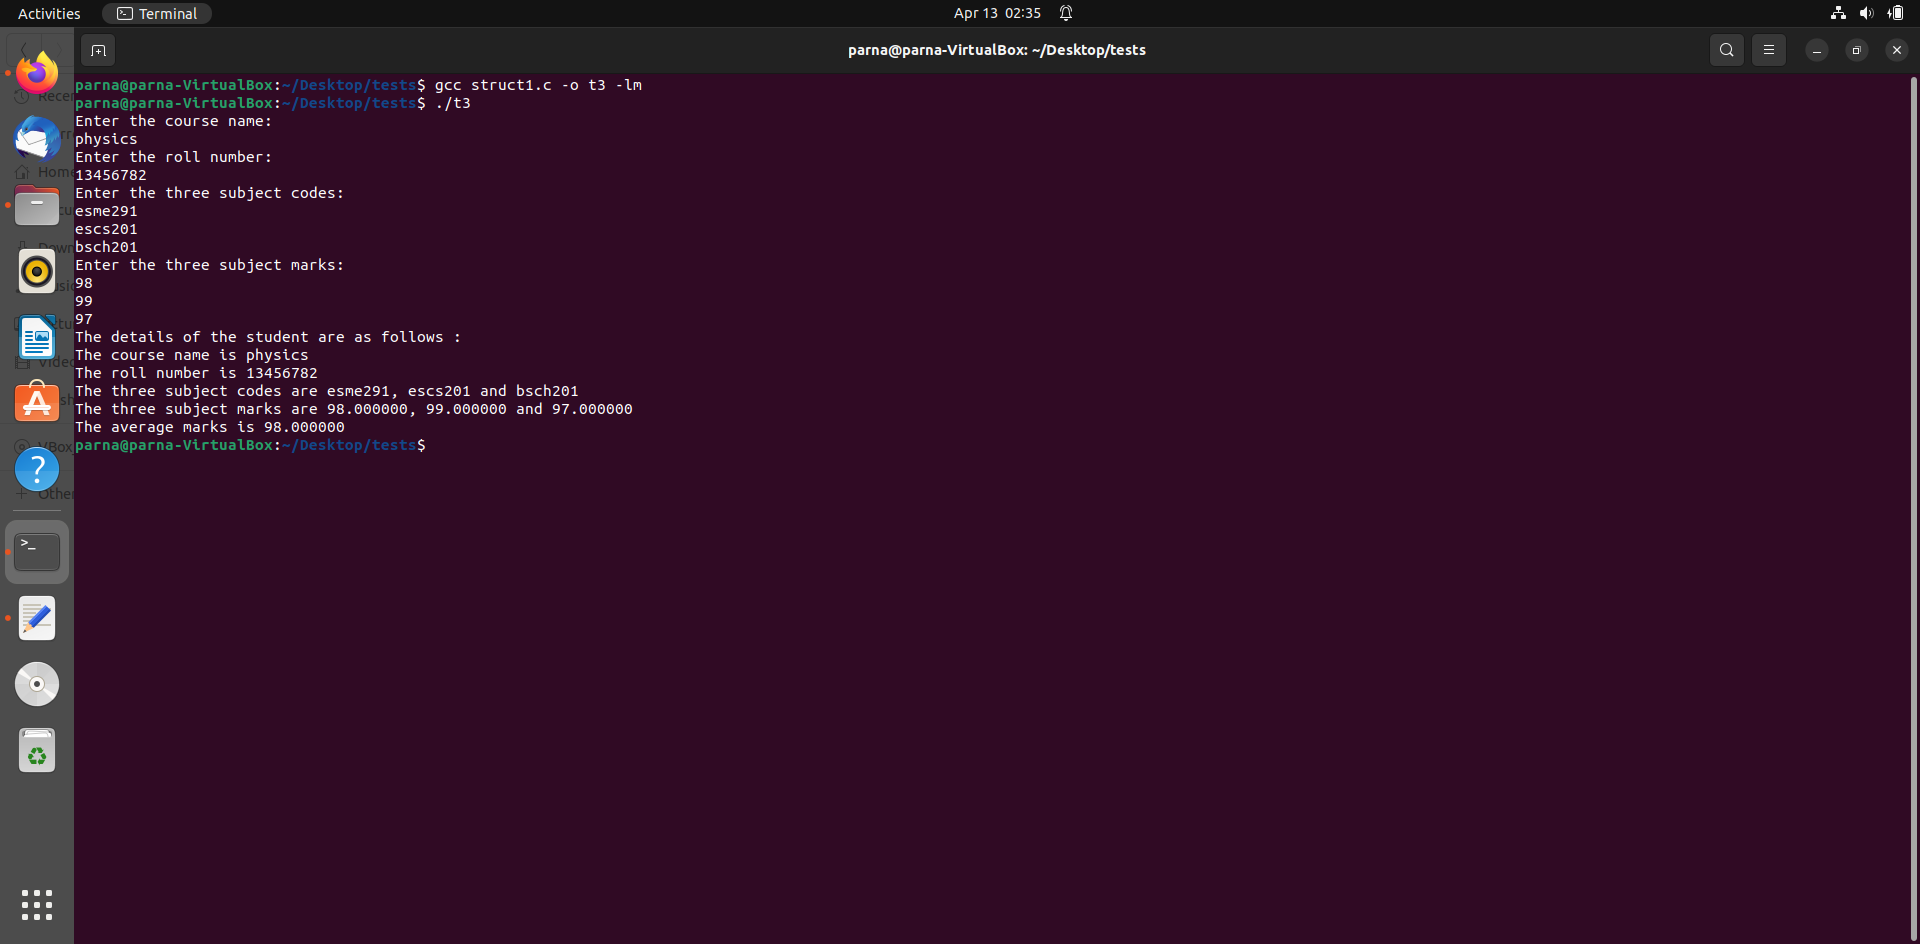 Activities
Terminal
Apr 13 02:35
parna@parna-VirtualBox: ~/Desktop/tests
parna@parna-VirtualBox:~/Desktop/tests$ gcc struct1.c -o t3 -lm
parna@parna-VirtualBox:~/Desktop/tests$ ./t3
Enter the course name:
physics
Enter the roll number:
13456782
Enter the three subject codes:
esme291
escs201
bsch201
Enter the three subject marks:
98
99
97
The details of the student are as follows :
The course name is physics
The roll number is 13456782
The three subject codes are esme291, escs201 and bsch201
The three subject marks are 98.000000, 99.000000 and 97.000000
The average marks is 98.000000
parna@parna-VirtualBox:~/Desktop/tests$